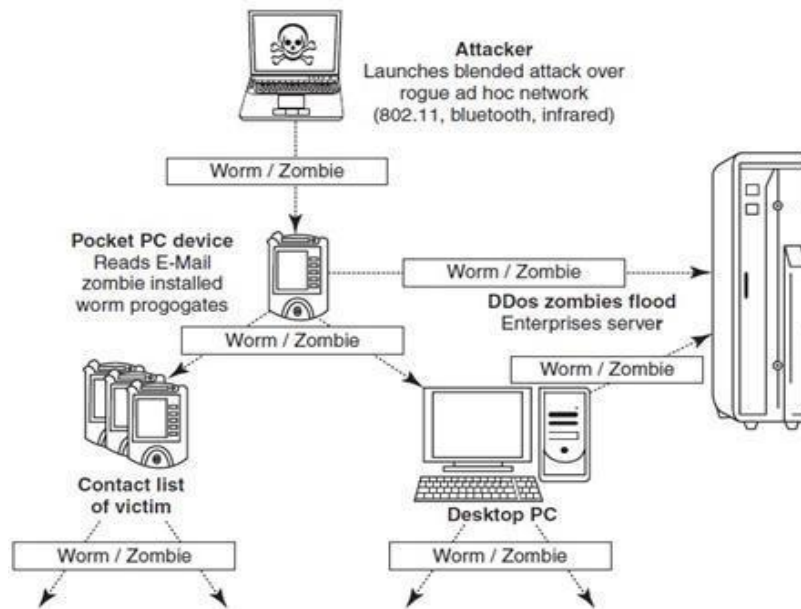 Attacker
Launches blended attack over
rogue ad hoc network
(802.11, bluetooth, infrared)
Worm / Zombie
Pocket PC device
Reads E-Mail
zombie installed
worm progogates
Worm / Zombie
DDos zombies flood
Enterprises server
Worm / Zombie
Worm / Zombie
Contact list
of victim
Desktop PC
Worm / Zombie
Worm / Zombie